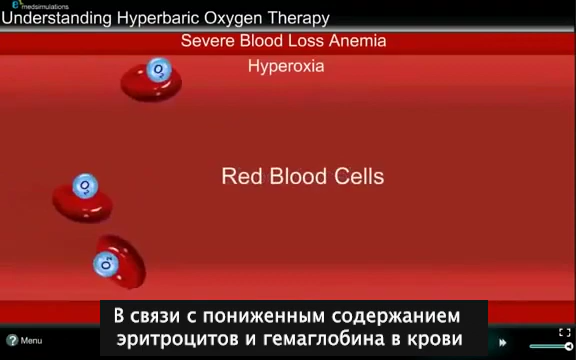 e medsimulations
Understanding Hyperbaric Oxygen Therapy
Severe Blood Loss Anemia
Hyperoxia
O₂
Red Blood Cells
O₂
O₂
В связи с пониженным содержанием
эритроцитов и гемаглобина в крови
? Menu